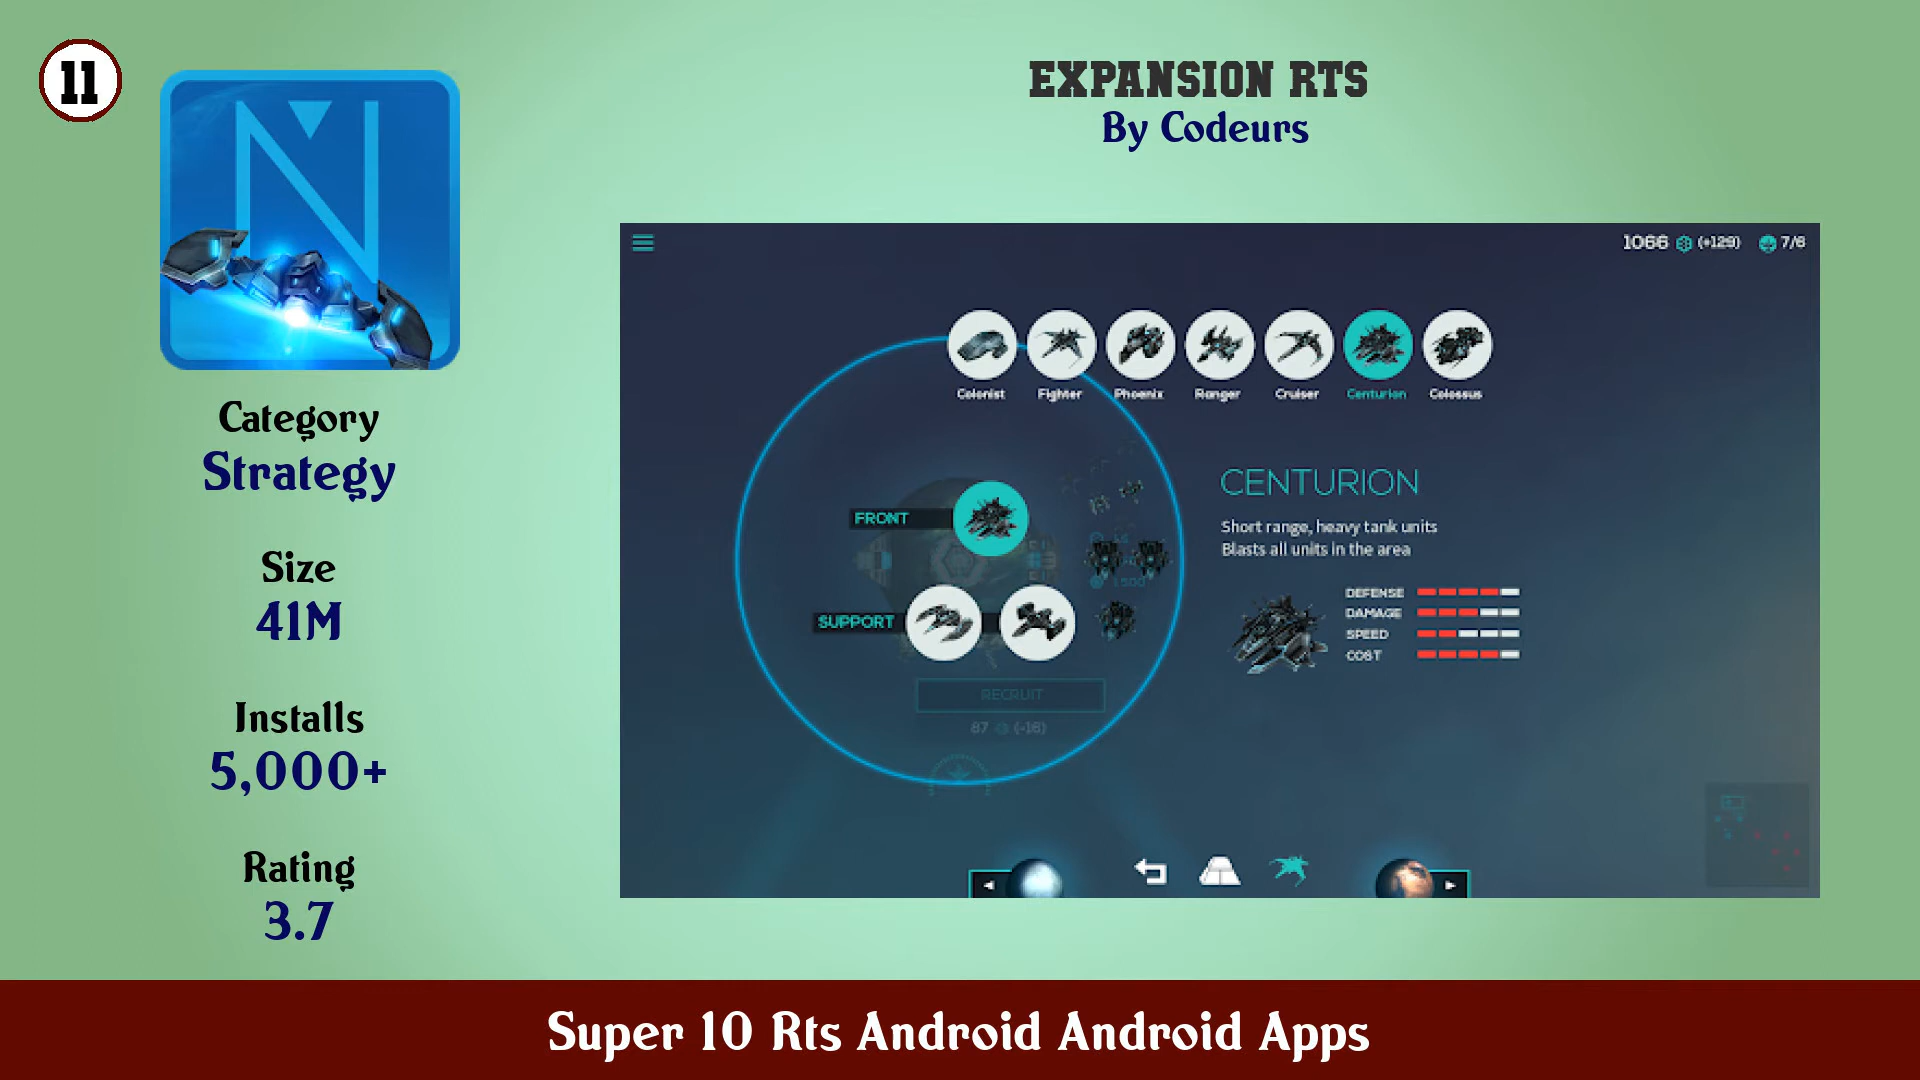 11
EXPANSION RTS
By Codeurs
N
Category
Strategy
Size
41M
Installs
5,000+
Rating
3.7
1066 (+129) 7/6
Colonist Fighter Phoenix Ranger Cruiser Centurion Colossus
CENTURION
Short range, heavy tank units
Blasts all units in the area
FRONT
SUPPORT
DEFENSE
DAMAGE
SPEED
COST
RECRUIT
87 (-16)
Super 10 Rts Android Android Apps